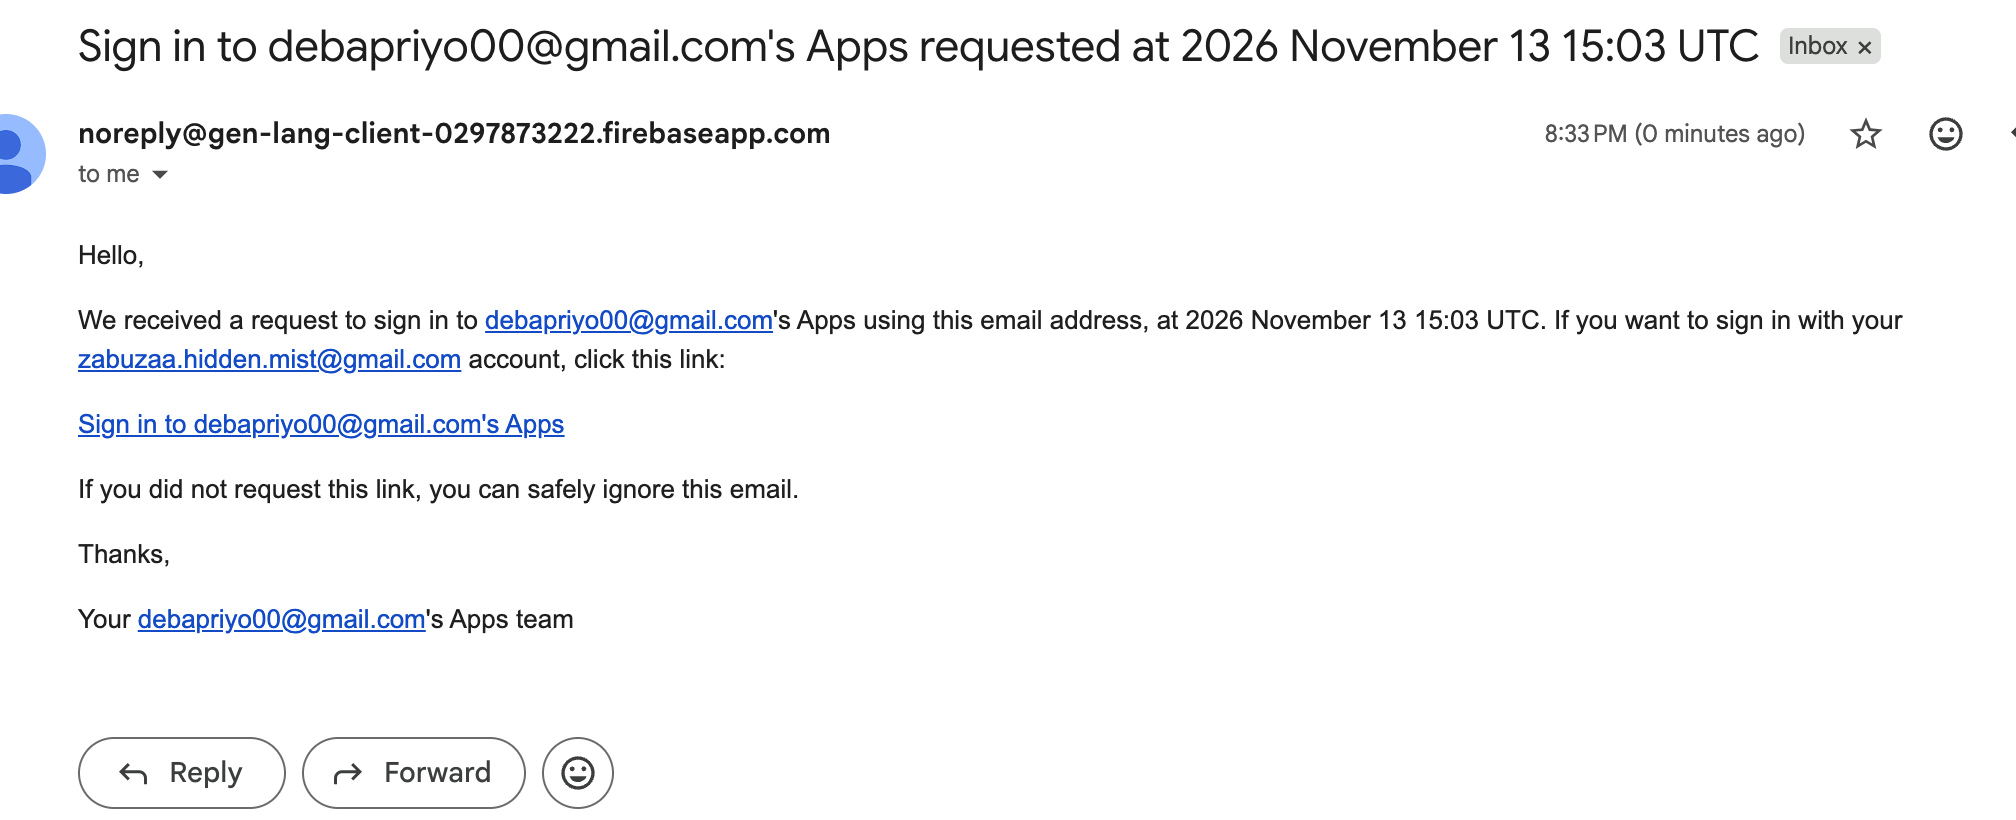 Sign in to debapriyo00@gmail.com's Apps requested at 2026 November 13 15:03 UTC Inbox ×
noreply@gen-lang-client-0297873222.firebaseapp.com 8:33 PM (0 minutes ago)
to me
Hello,
We received a request to sign in to debapriyo00@gmail.com's Apps using this email address, at 2026 November 13 15:03 UTC. If you want to sign in with your
zabuzaa.hidden.mist@gmail.com account, click this link:
Sign in to debapriyo00@gmail.com's Apps
If you did not request this link, you can safely ignore this email.
Thanks,
Your debapriyo00@gmail.com's Apps team
Reply Forward